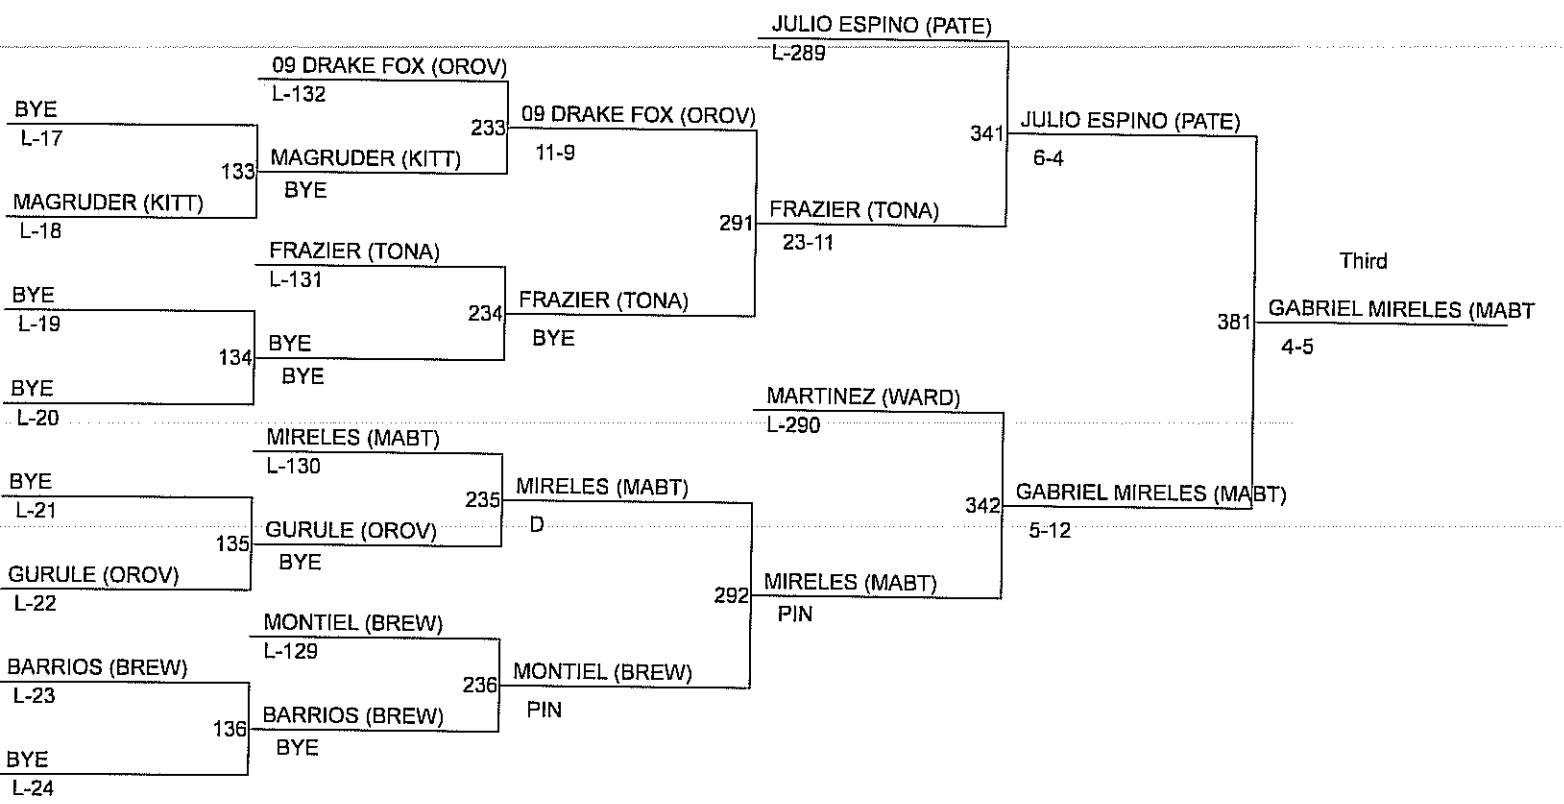 JULIO ESPINO (PATE)
L-289
09 DRAKE FOX (OROV)
L-132
BYE
L-17
233
09 DRAKE FOX (OROV)
11-9
341
JULIO ESPINO (PATE)
6-4
133
MAGRUDER (KITT)
BYE
MAGRUDER (KITT)
L-18
291
FRAZIER (TONA)
23-11
FRAZIER (TONA)
L-131
Third
BYE
L-19
234
FRAZIER (TONA)
BYE
381
GABRIEL MIRELES (MABT
4-5
134
BYE
BYE
BYE
L-20
MARTINEZ (WARD)
L-290
MIRELES (MABT)
L-130
BYE
L-21
235
MIRELES (MABT)
D
342
GABRIEL MIRELES (MABT)
5-12
135
GURULE (OROV)
BYE
GURULE (OROV)
L-22
292
MIRELES (MABT)
PIN
MONTIEL (BREW)
L-129
BARRIOS (BREW)
L-23
236
MONTIEL (BREW)
PIN
136
BARRIOS (BREW)
BYE
BYE
L-24